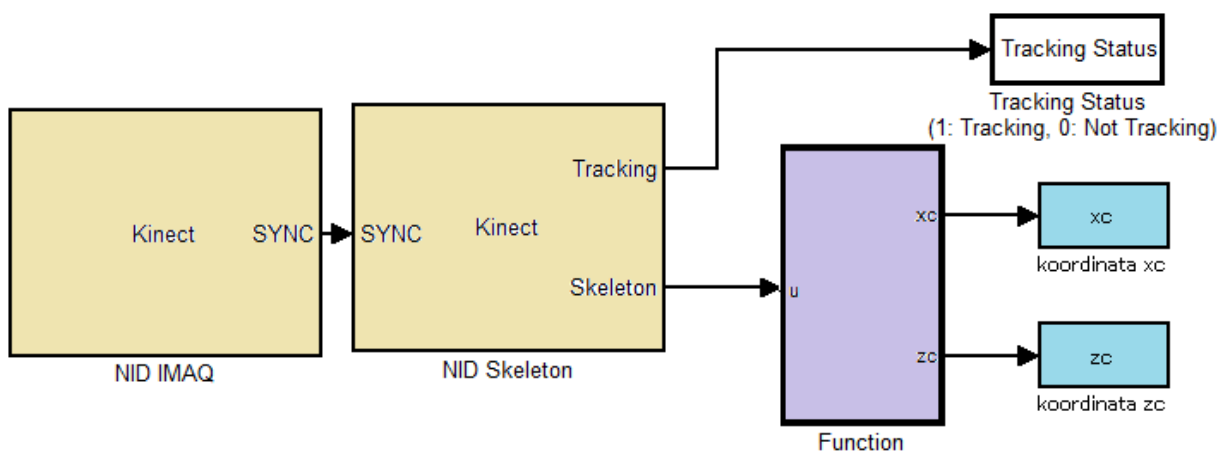 Tracking Status
Tracking Status
(1: Tracking, 0: Not Tracking)
Kinect
SYNC
NID IMAQ
SYNC
Kinect
Tracking
Skeleton
NID Skeleton
u
xc
zc
Function
xc
koordinata xc
zc
koordinata zc